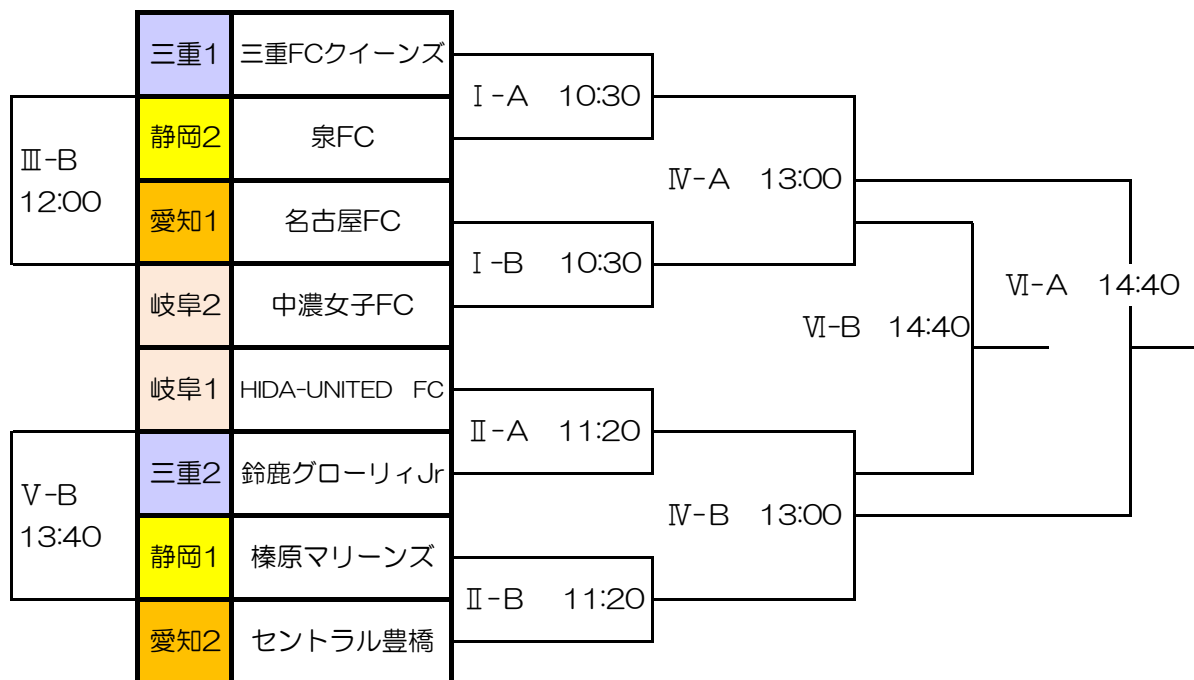 三重1 三重FCクイーンズ
Ⅰ-A 10:30
静岡2 泉FC
Ⅲ-B
12:00
Ⅳ-A 13:00
愛知1 名古屋FC
Ⅰ-B 10:30
岐阜2 中濃女子FC
Ⅵ-A 14:40
Ⅵ-B 14:40
岐阜1 HIDA-UNITED FC
Ⅱ-A 11:20
三重2 鈴鹿グローリィJr
Ⅴ-B
13:40
Ⅳ-B 13:00
静岡1 榛原マリーンズ
Ⅱ-B 11:20
愛知2 セントラル豊橋